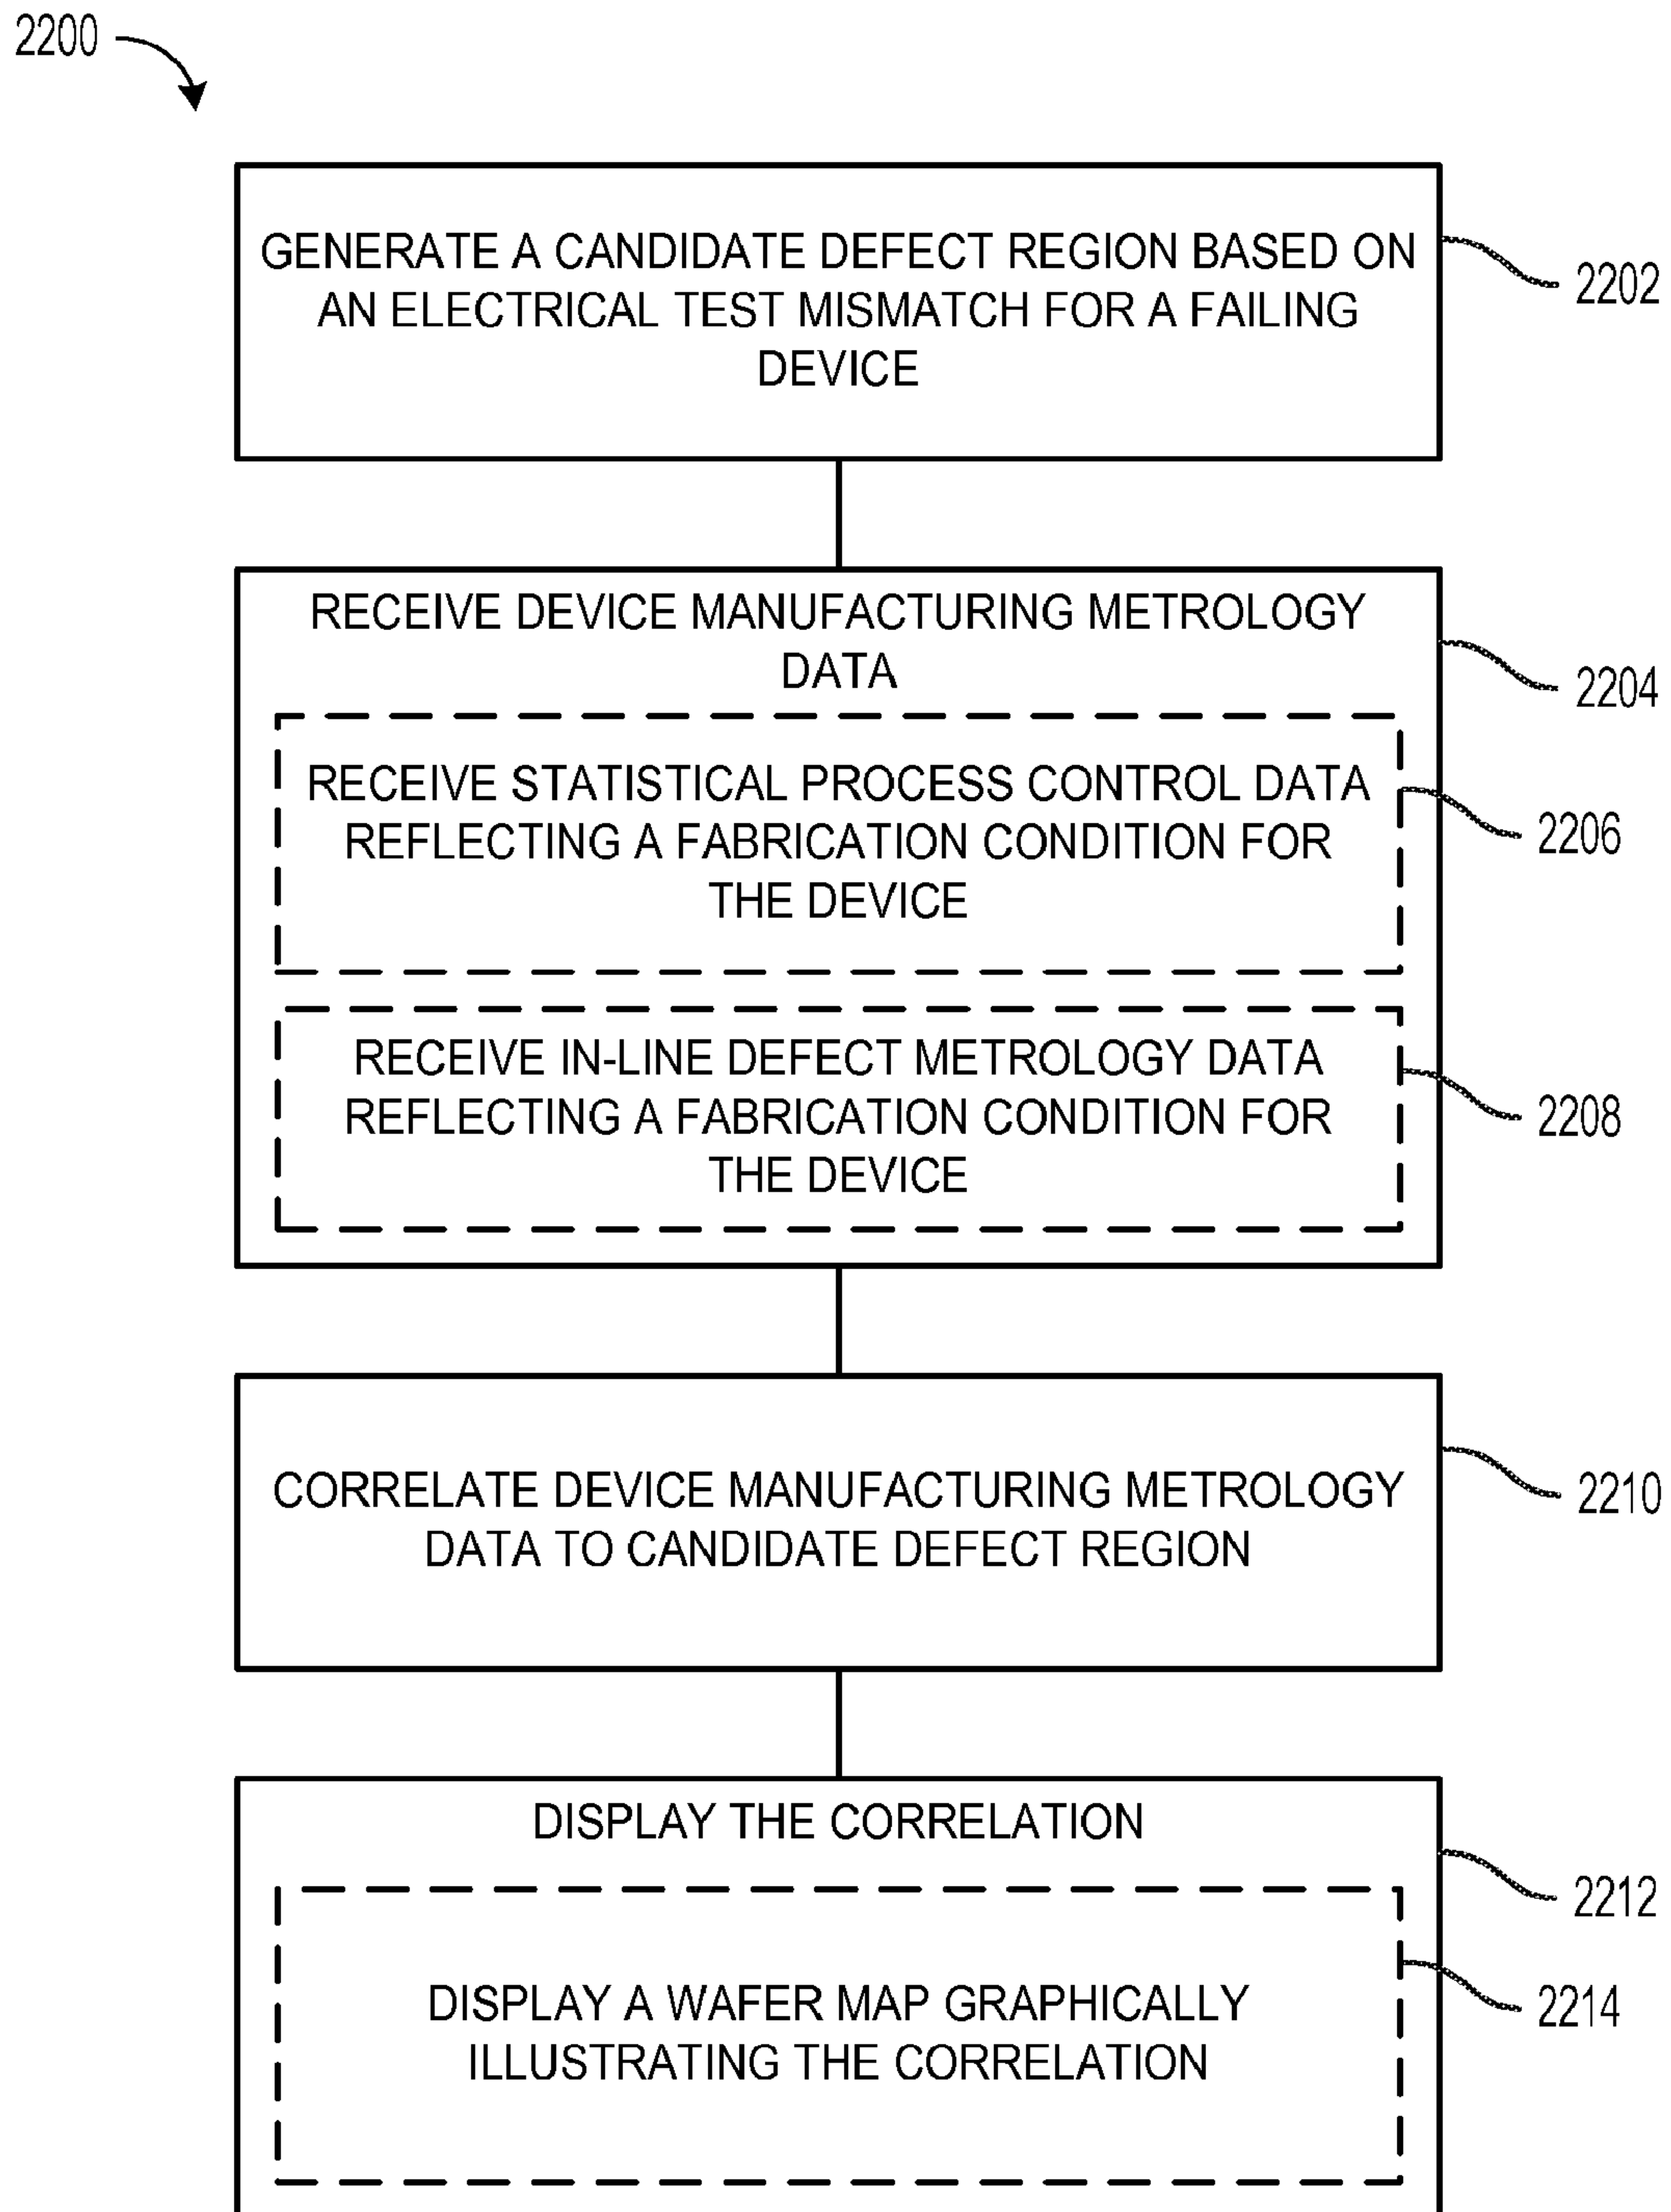 2200
GENERATE A CANDIDATE DEFECT REGION BASED ON
AN ELECTRICAL TEST MISMATCH FOR A FAILING
DEVICE
2202
RECEIVE DEVICE MANUFACTURING METROLOGY
DATA
2204
RECEIVE STATISTICAL PROCESS CONTROL DATA
REFLECTING A FABRICATION CONDITION FOR
THE DEVICE
2206
RECEIVE IN-LINE DEFECT METROLOGY DATA
REFLECTING A FABRICATION CONDITION FOR
THE DEVICE
2208
CORRELATE DEVICE MANUFACTURING METROLOGY
DATA TO CANDIDATE DEFECT REGION
2210
DISPLAY THE CORRELATION
2212
DISPLAY A WAFER MAP GRAPHICALLY
ILLUSTRATING THE CORRELATION
2214